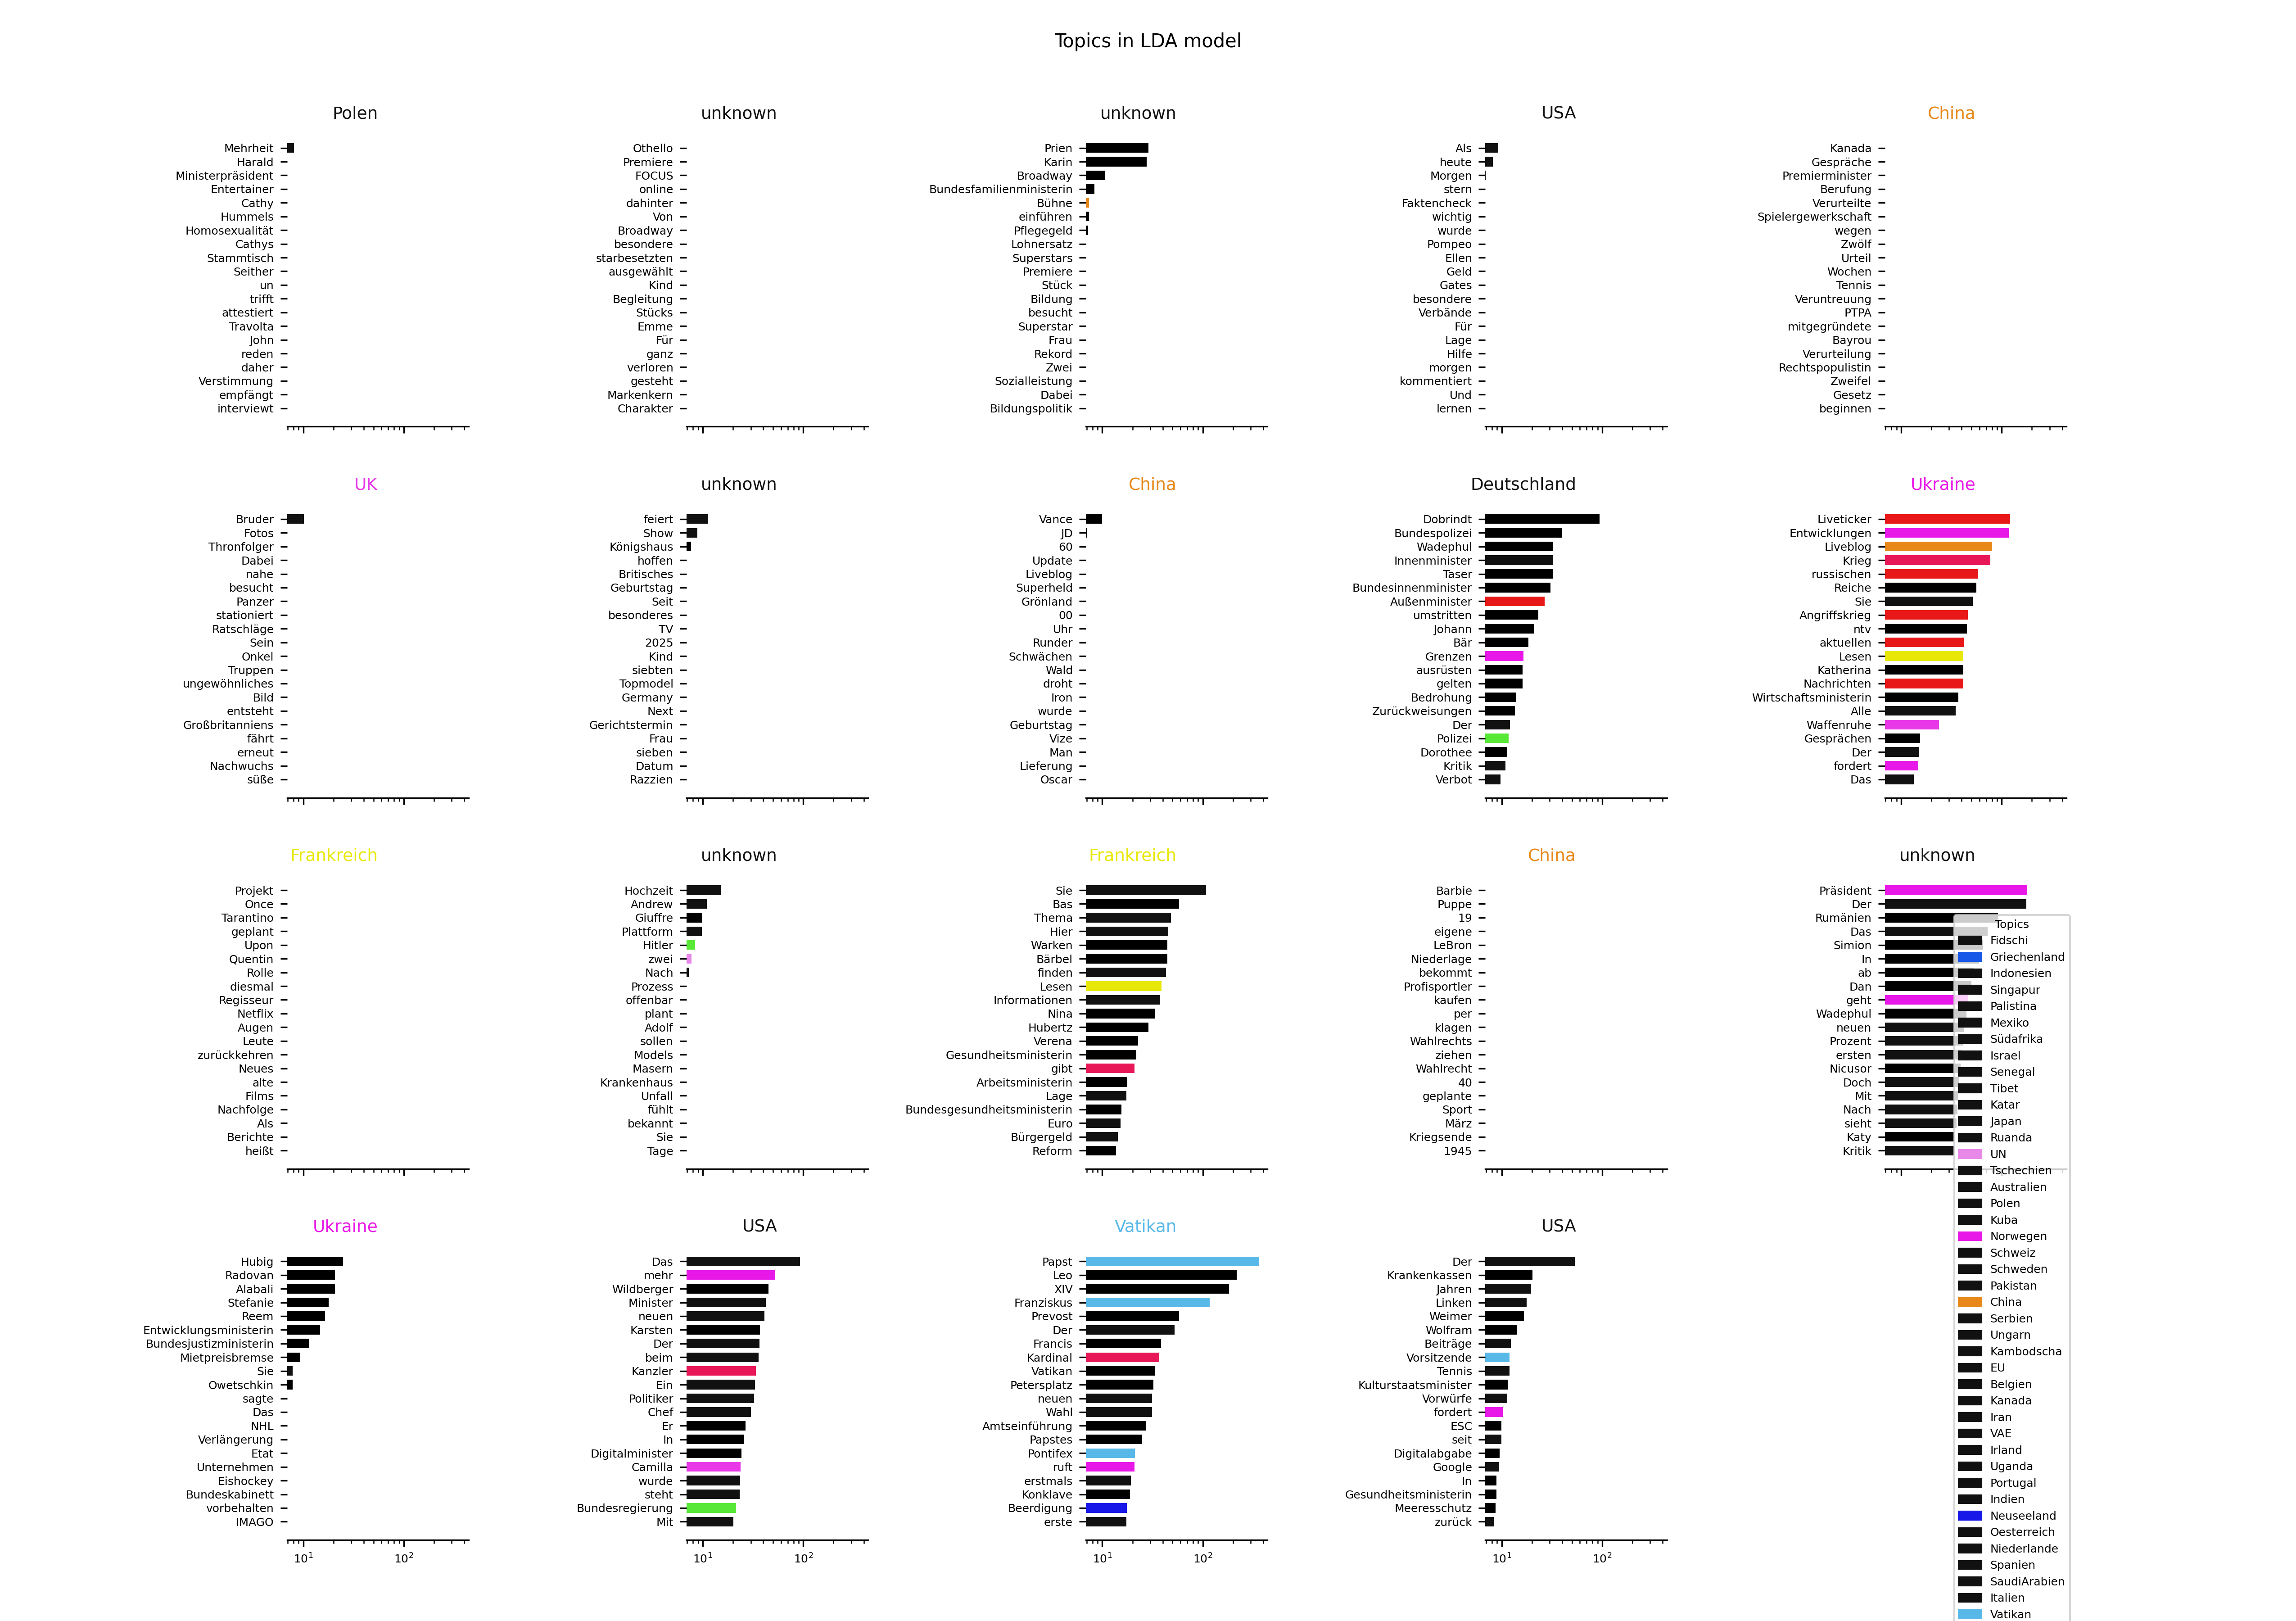 Topics in LDA model
Polen
Mehrheit
Harald
Ministerpräsident
Entertainer
Cathy
Hummels
Homosexualität
Cathys
Stammtisch
Seither
un
trifft
attestiert
Travolta
John
reden
daher
Verstimmung
empfängt
interviewt
unknown
Othello
Premiere
FOCUS
online
dahinter
Von
Broadway
besondere
starbesetzten
ausgewählt
Kind
Begleitung
Stücks
Emme
Für
ganz
verloren
gesteht
Markenkern
Charakter
unknown
Prien
Karin
Broadway
Bundesfamilienministerin
Bühne
einführen
Pflegegeld
Lohnersatz
Superstars
Premiere
Stück
Bildung
besucht
Superstar
Frau
Rekord
Zwei
Sozialleistung
Dabei
Bildungspolitik
USA
Als
heute
Morgen
stern
Faktencheck
wichtig
wurde
Pompeo
Ellen
Geld
Gates
besondere
Verbände
Für
Lage
Hilfe
morgen
kommentiert
Und
lernen
China
Kanada
Gespräche
Premierminister
Berufung
Verurteilte
Spielergewerkschaft
wegen
Zwölf
Urteil
Wochen
Tennis
Veruntreuung
PTPA
mitgegründete
Bayrou
Verurteilung
Rechtspopulistin
Zweifel
Gesetz
beginnen
UK
Bruder
Fotos
Thronfolger
Dabei
nahe
besucht
Panzer
stationiert
Ratschläge
Sein
Onkel
Truppen
ungewöhnliches
Bild
entsteht
Großbritanniens
fährt
erneut
Nachwuchs
süße
unknown
feiert
Show
Königshaus
hoffen
Britisches
Geburtstag
Seit
besonderes
TV
2025
Kind
siebten
Topmodel
Germany
Next
Gerichtstermin
Frau
sieben
Datum
Razzien
China
Vance
JD
60
Update
Liveblog
Superheld
Grönland
00
Uhr
Runder
Schwächen
Wald
droht
Iron
wurde
Geburtstag
Vize
Man
Lieferung
Oscar
Deutschland
Dobrindt
Bundespolizei
Wadephul
Innenminister
Taser
Bundesinnenminister
Außenminister
umstritten
Johann
Bär
Grenzen
ausrüsten
gelten
Bedrohung
Zurückweisungen
Der
Polizei
Dorothee
Kritik
Verbot
Ukraine
Liveticker
Entwicklungen
Liveblog
Krieg
russischen
Reiche
Sie
Angriffskrieg
ntv
aktuellen
Lesen
Katherina
Nachrichten
Wirtschaftsministerin
Alle
Waffenruhe
Gesprächen
Der
fordert
Das
Frankreich
Projekt
Once
Tarantino
geplant
Upon
Quentin
Rolle
diesmal
Regisseur
Netflix
Augen
Leute
zurückkehren
Neues
alte
Films
Nachfolge
Als
Berichte
heißt
unknown
Hochzeit
Andrew
Giuffre
Plattform
Hitler
zwei
Nach
Prozess
offenbar
plant
Adolf
sollen
Models
Masern
Krankenhaus
Unfall
fühlt
bekannt
Sie
Tage
Frankreich
Sie
Bas
Thema
Hier
Warken
Bärbel
finden
Lesen
Informationen
Nina
Hubertz
Verena
Gesundheitsministerin
gibt
Arbeitsministerin
Lage
Bundesgesundheitsministerin
Euro
Bürgergeld
Reform
China
Barbie
Puppe
19
eigene
LeBron
Niederlage
bekommt
Profisportler
kaufen
per
klagen
Wahlrechts
ziehen
Wahlrecht
40
geplante
Sport
März
Kriegsende
1945
unknown
Präsident
Der
Rumänien
Das
Simion
In
ab
Dan
geht
Wadephul
neuen
Prozent
ersten
Nicusor
Doch
Mit
Nach
sieht
Katy
Kritik
Ukraine
Hubig
Radovan
Alabali
Stefanie
Reem
Entwicklungsministerin
Bundesjustizministerin
Mietpreisbremse
Sie
Owetschkin
sagte
Das
NHL
Verlängerung
Etat
Unternehmen
Eishockey
Bundeskabinett
vorbehalten
IMAGO
10¹ 10²
USA
Das
mehr
Wildberger
Minister
neuen
Karsten
Der
beim
Kanzler
Ein
Politiker
Chef
Er
In
Digitalminister
Camilla
wurde
steht
Bundesregierung
Mit
10¹ 10²
Vatikan
Papst
Leo
XIV
Franziskus
Prevost
Der
Francis
Kardinal
Vatikan
Petersplatz
neuen
Wahl
Amtseinführung
Papstes
Pontifex
ruft
erstmals
Konklave
Beerdigung
erste
10¹ 10²
USA
Der
Krankenkassen
Jahren
Linken
Weimer
Wolfram
Beiträge
Vorsitzende
Tennis
Kulturstaatsminister
Vorwürfe
fordert
ESC
seit
Digitalabgabe
Google
In
Gesundheitsministerin
Meeresschutz
zurück
10¹ 10²
Topics
Fidschi
Griechenland
Indonesien
Singapur
Palistina
Mexiko
Südafrika
Israel
Senegal
Tibet
Katar
Japan
Ruanda
UN
Tschechien
Australien
Polen
Kuba
Norwegen
Schweiz
Schweden
Pakistan
China
Serbien
Ungarn
Kambodscha
EU
Belgien
Kanada
Iran
VAE
Irland
Uganda
Portugal
Indien
Neuseeland
Oesterreich
Niederlande
Spanien
SaudiArabien
Italien
Vatikan